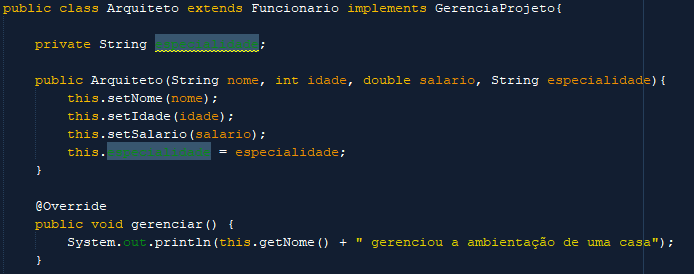 public class Arquiteto extends Funcionario implements GerenciaProjeto{
private String especialidade;
public Arquiteto(String nome, int idade, double salario, String especialidade){
this.setNome(nome);
this.setIdade(idade);
this.setSalario(salario);
this.especialidade = especialidade;
}
@Override
public void gerenciar() {
System.out.println(this.getNome() + " gerenciou a ambientação de uma casa");
}